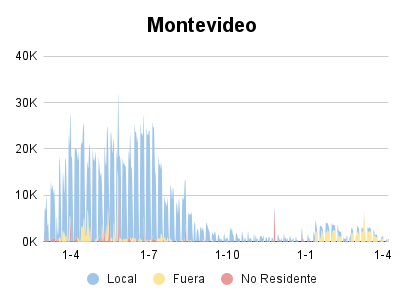 Montevideo
40K
30K
20K
10K
0K
1-4
1-7
1-10
1-1
1-4
Local
Fuera
No Residente